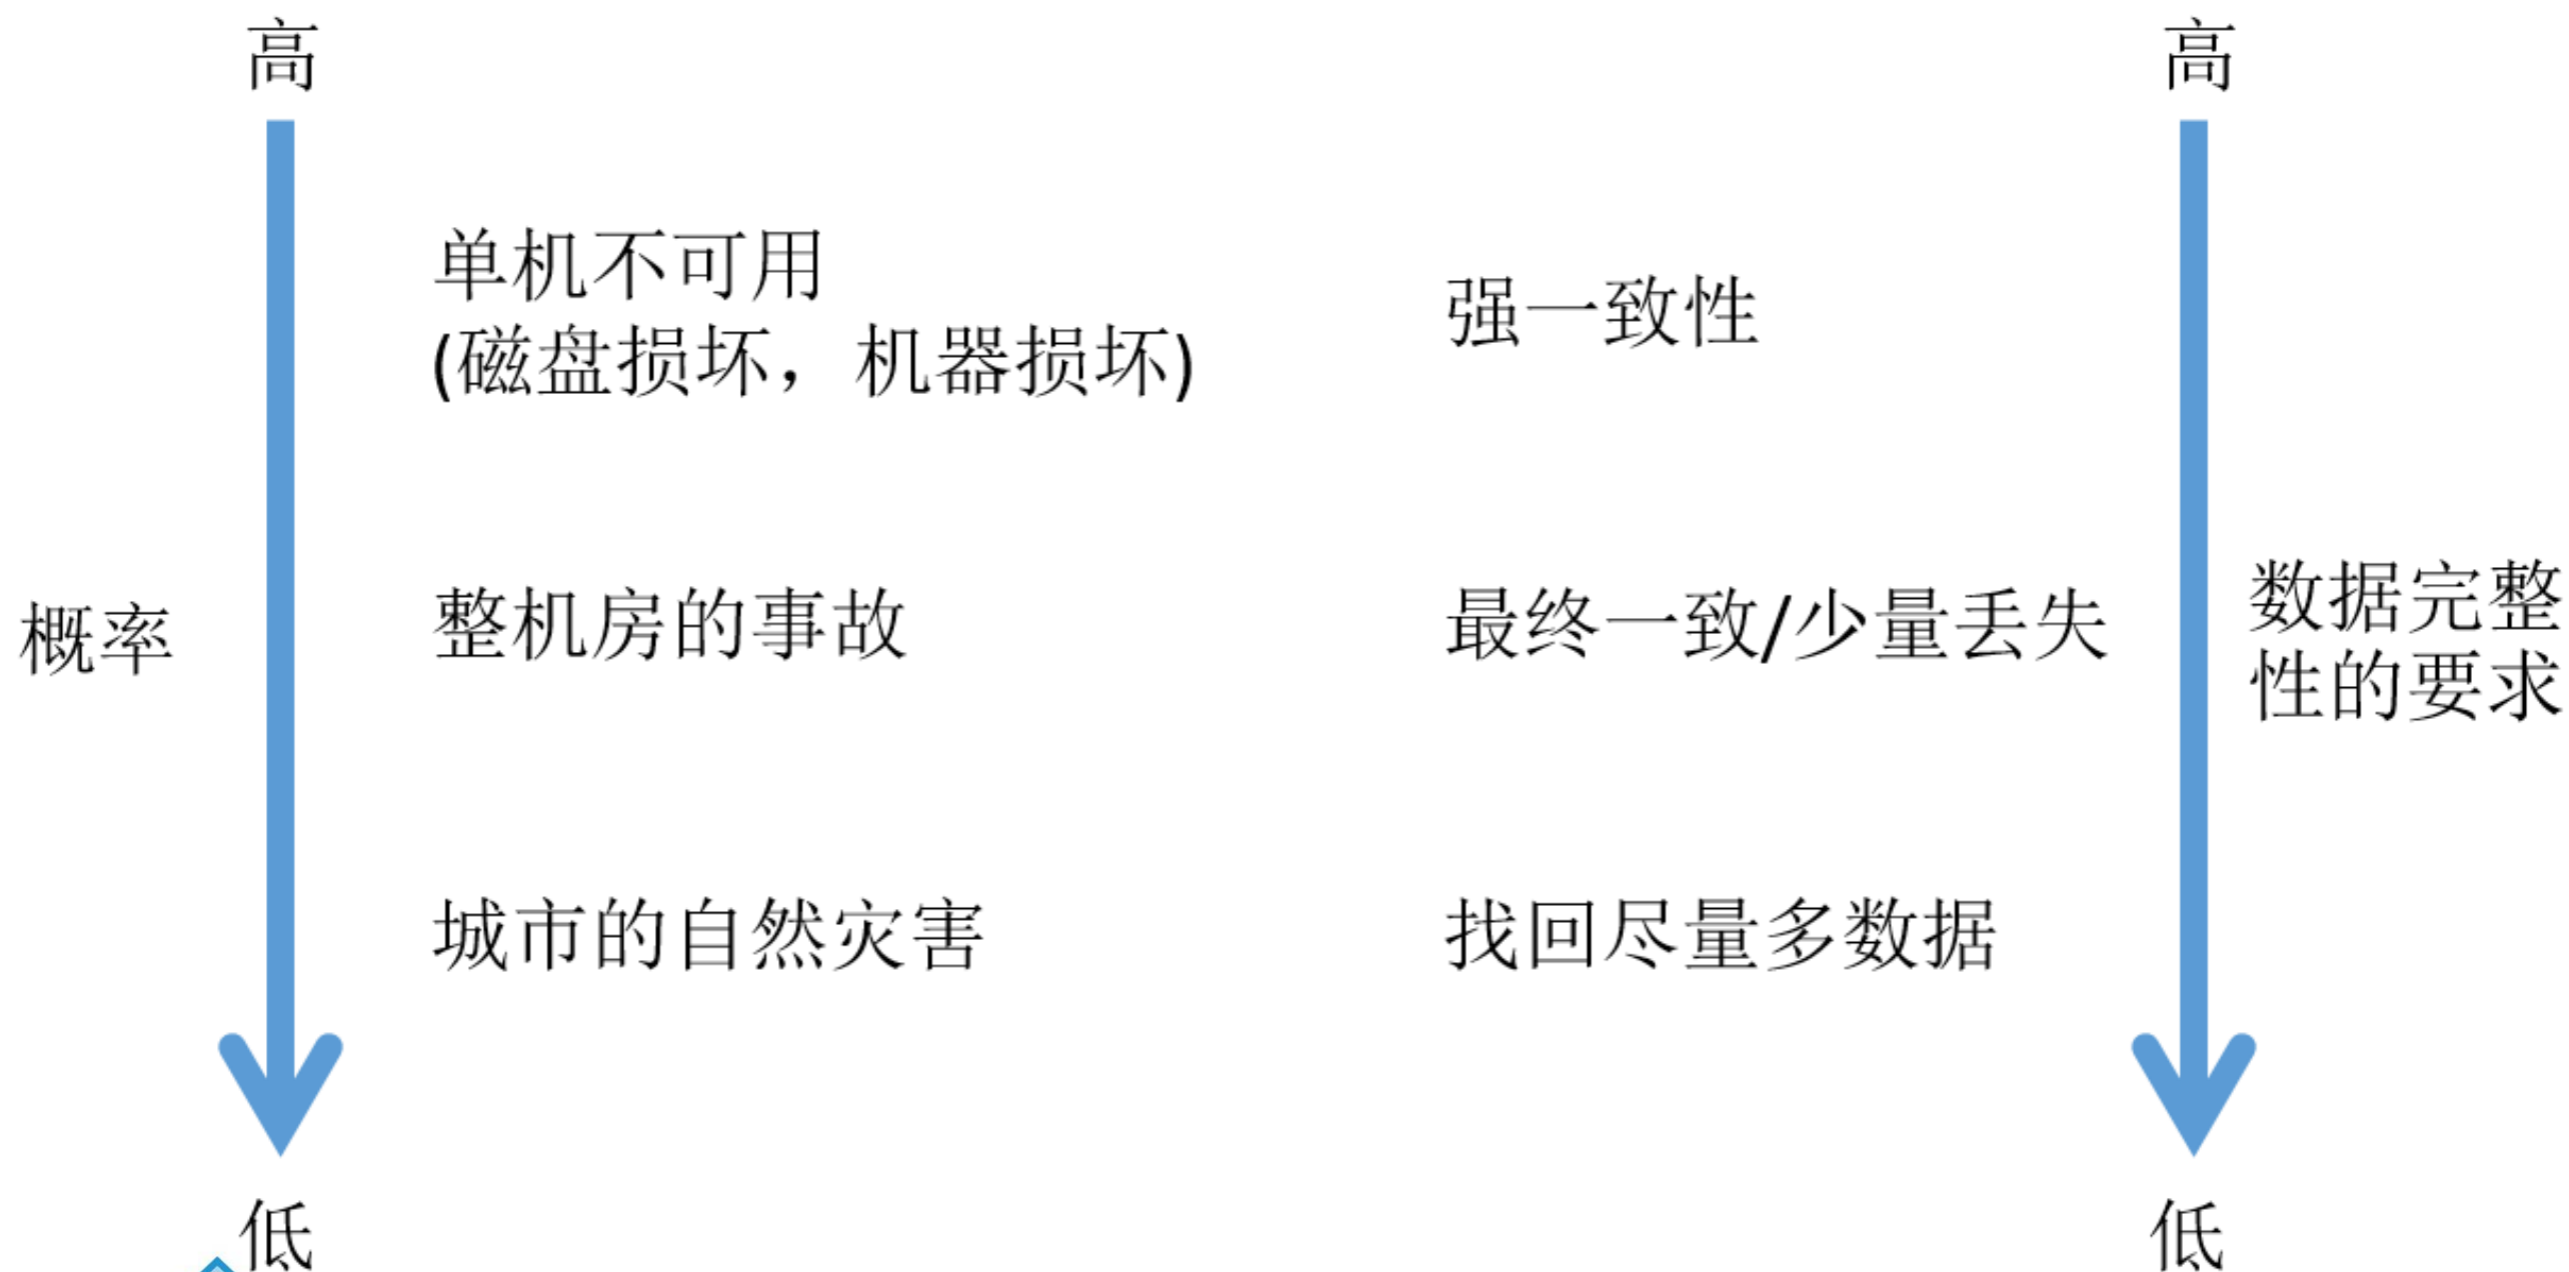 高
高
单机不可用
(磁盘损坏，机器损坏)
强一致性
概率
整机房的事故
最终一致/少量丢失
数据完整
性的要求
城市的自然灾害
找回尽量多数据
低
低